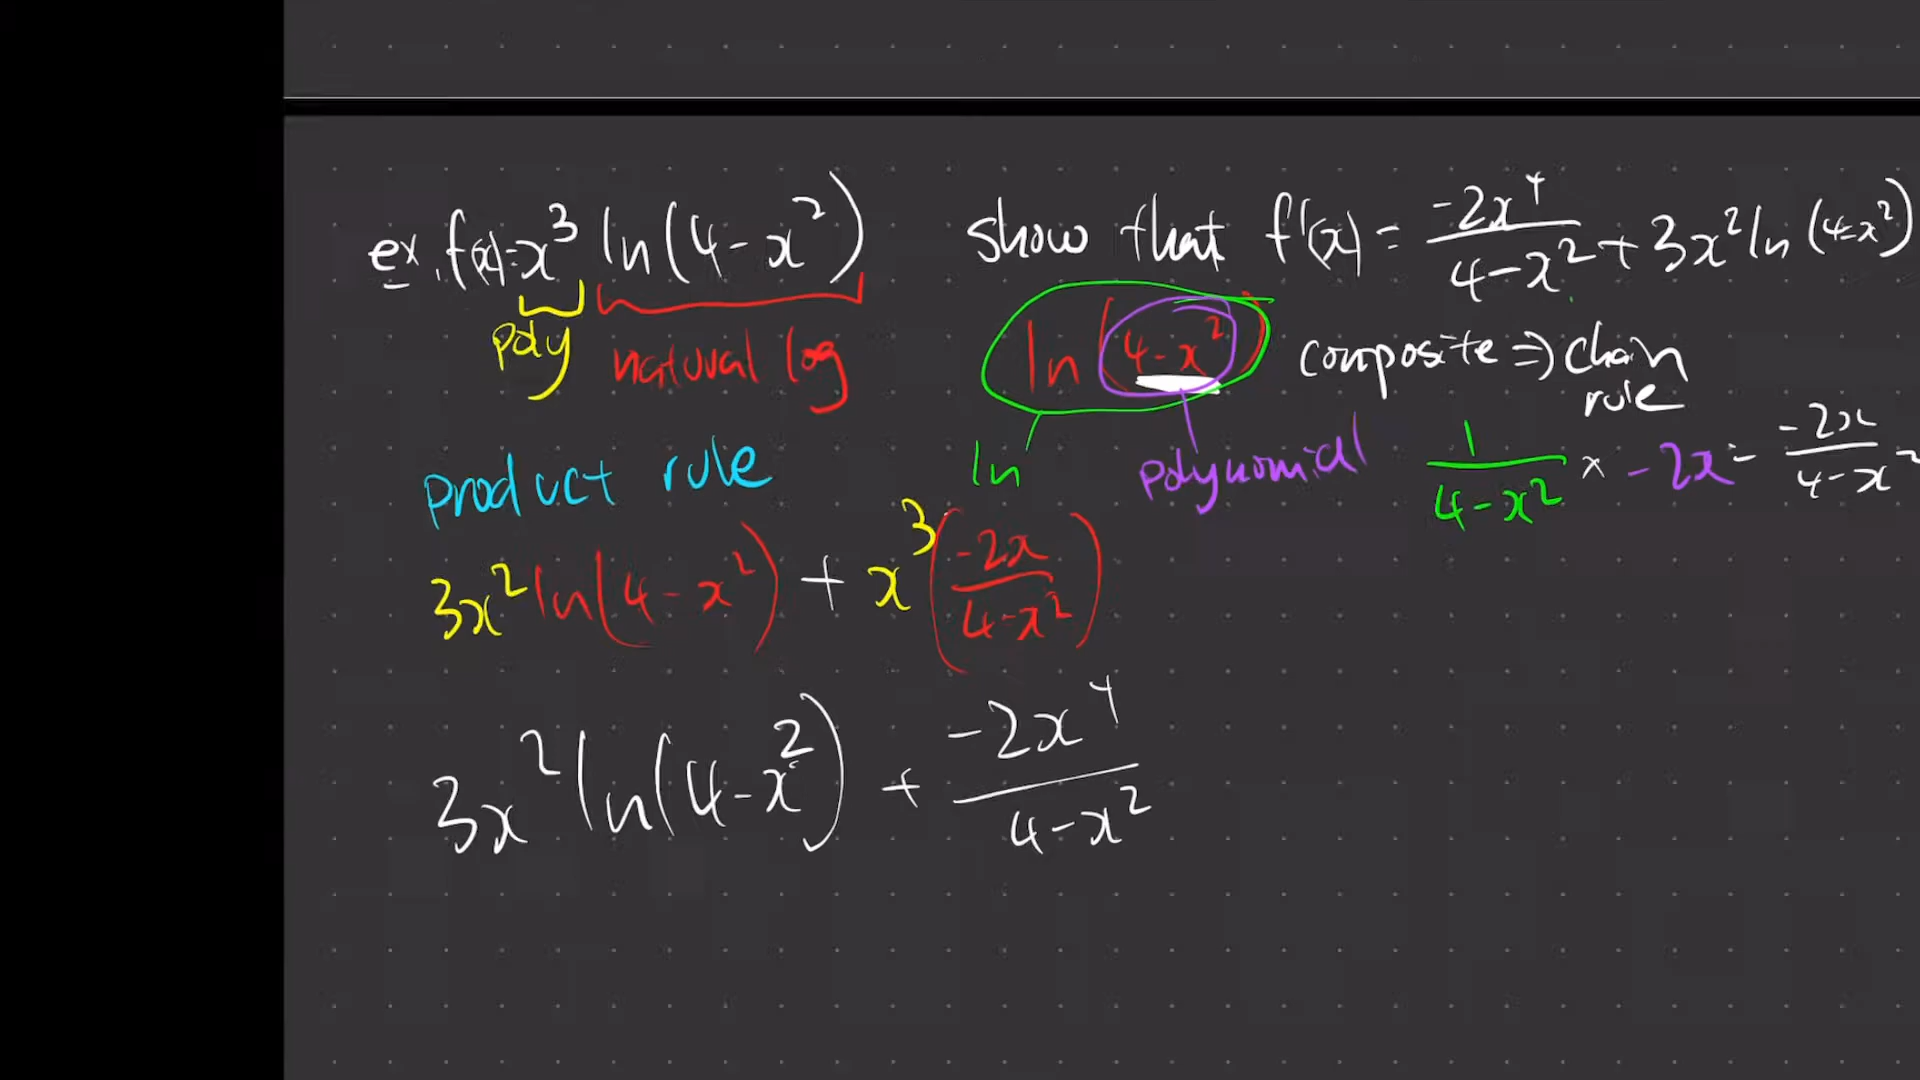 ex. f(x)=x³ ln(4-x²) show that f'(x) = -2x⁴/4-x² + 3x² ln(4-x²)
poly natural log
ln(4-x²) composite ⇒ chain rule
product rule ln polynomial 1/4-x² × -2x = -2x/4-x²
3x² ln(4-x²) + x³(-2x/4-x²)
3x² ln(4-x²) + -2x⁴/4-x²